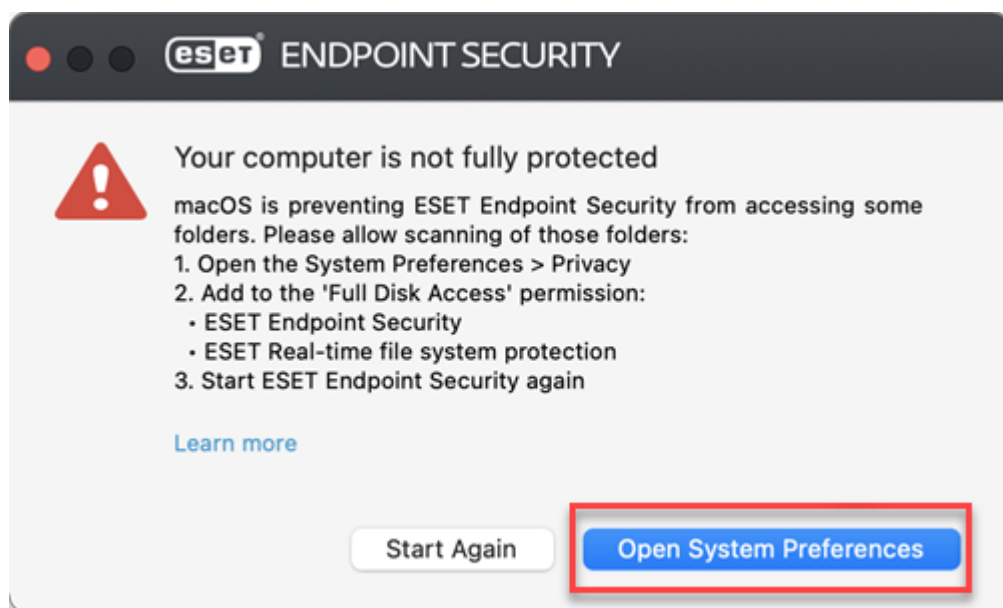 eset ENDPOINT SECURITY
Your computer is not fully protected
macOS is preventing ESET Endpoint Security from accessing some
folders. Please allow scanning of those folders:
1. Open the System Preferences > Privacy
2. Add to the 'Full Disk Access' permission:
• ESET Endpoint Security
• ESET Real-time file system protection
3. Start ESET Endpoint Security again
Learn more
Start Again
Open System Preferences